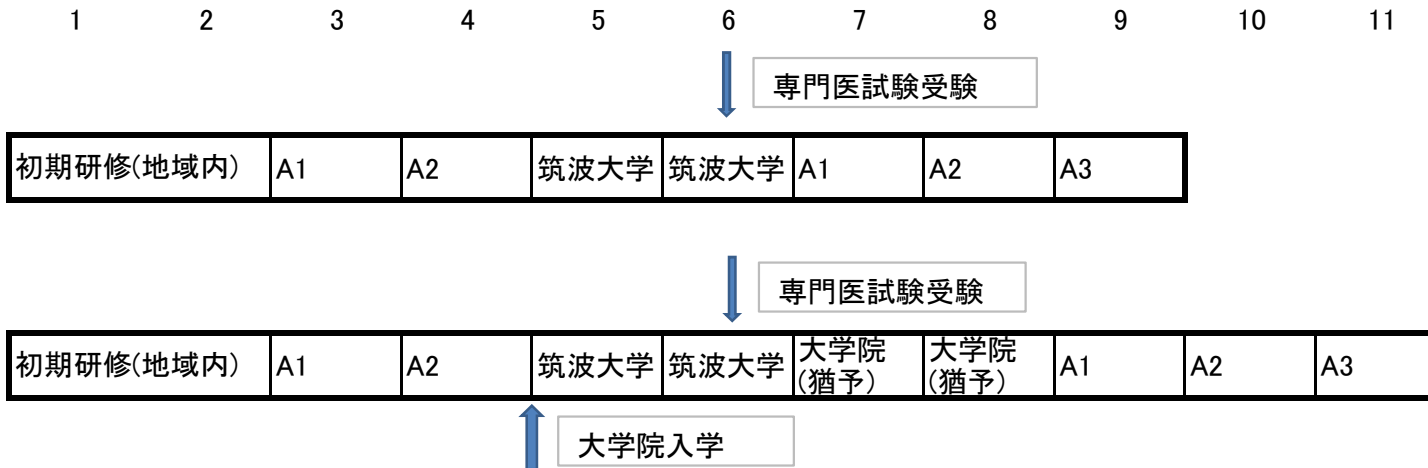 1 2 3 4 5 6 7 8 9 10 11
専門医試験受験
初期研修(地域内) A1 A2 筑波大学 筑波大学 A1 A2 A3
専門医試験受験
初期研修(地域内) A1 A2 筑波大学 筑波大学 大学院 大学院 A1 A2 A3
(猶予) (猶予)
大学院入学